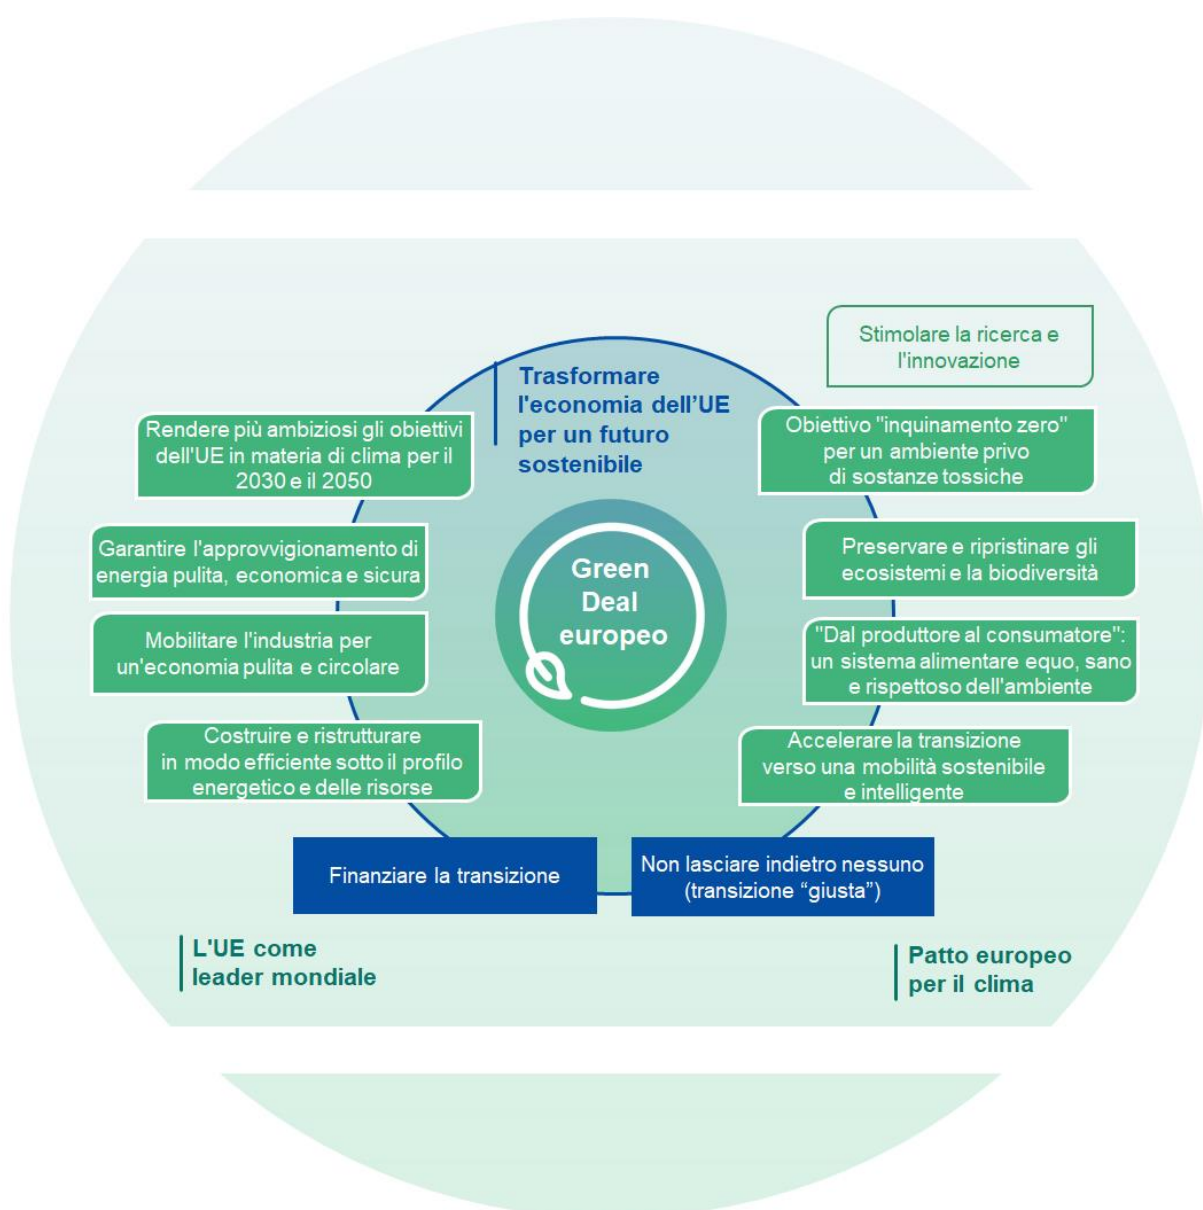 Stimolare la ricerca e
l'innovazione
Trasformare
l'economia dell’UE
per un futuro
sostenibile
Rendere più ambiziosi gli obiettivi
dell'UE in materia di clima per il
2030 e il 2050
Obiettivo "inquinamento zero"
per un ambiente privo
di sostanze tossiche
Garantire l'approvvigionamento di
energia pulita, economica e sicura
Preservare e ripristinare gli
ecosistemi e la biodiversità
Green
Deal
europeo
Mobilitare l'industria per
un'economia pulita e circolare
"Dal produttore al consumatore":
un sistema alimentare equo, sano
e rispettoso dell'ambiente
Costruire e ristrutturare
in modo efficiente sotto il profilo
energetico e delle risorse
Accelerare la transizione
verso una mobilità sostenibile
e intelligente
Finanziare la transizione
Non lasciare indietro nessuno
(transizione “giusta”)
L'UE come
leader mondiale
Patto europeo
per il clima